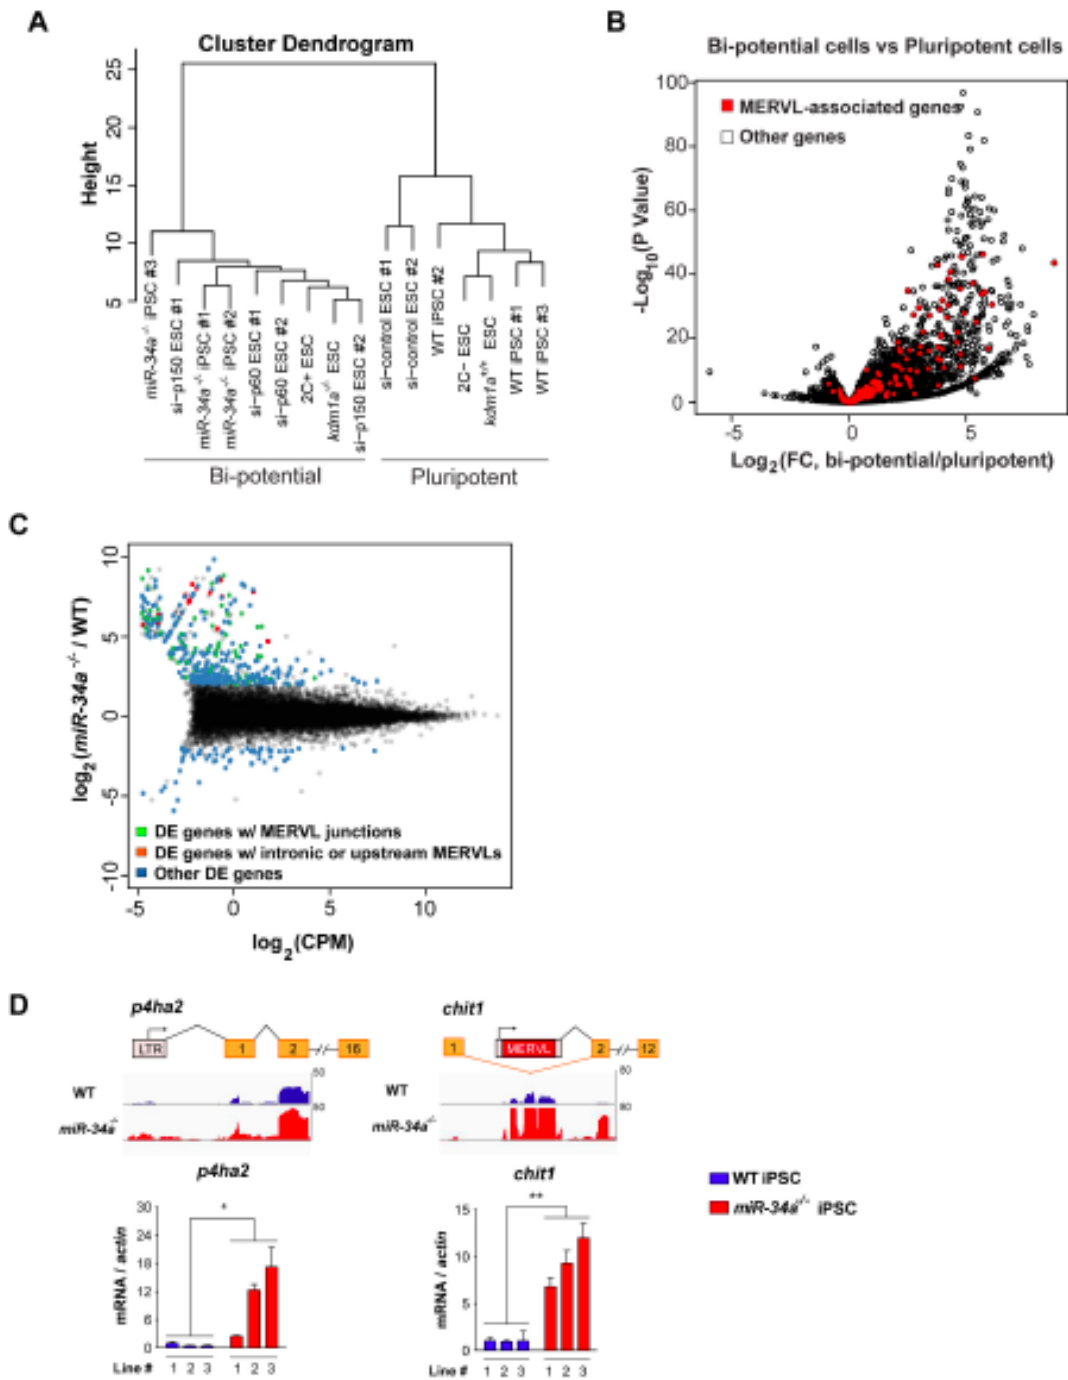 A
Cluster Dendrogram
Height
25
20
15
10
5
miR-34a-/- iPSC #3
si-p150 ESC #1
miR-34a-/- iPSC #1
miR-34a-/- iPSC #2
si-p60 ESC #1
si-p60 ESC #2
2C+ ESC
kdm1a-/- ESC
si-p150 ESC #2
si-control ESC #1
si-control ESC #2
WT iPSC #2
2C- ESC
kdm1a+/+ ESC
WT iPSC #1
WT iPSC #3
Bi-potential
Pluripotent
B
Bi-potential cells vs Pluripotent cells
MERVL-associated genes
Other genes
-Log10(P Value)
100
80
60
40
20
0
-5
0
5
Log2(FC, bi-potential/pluripotent)
C
log2(miR-34a-/- / WT)
10
5
0
-5
-10
DE genes w/ MERVL junctions
DE genes w/ intronic or upstream MERVLs
Other DE genes
-5
0
5
10
log2(CPM)
D
p4ha2
LTR
1
2
16
WT
miR-34a-/-
chit1
1
MERVL
2
12
WT
miR-34a-/-
p4ha2
mRNA / actin
30
24
18
12
6
0
*
Line #
1 2 3
1 2 3
chit1
mRNA / actin
15
10
5
0
**
Line #
1 2 3
1 2 3
WT iPSC
miR-34a-/- iPSC